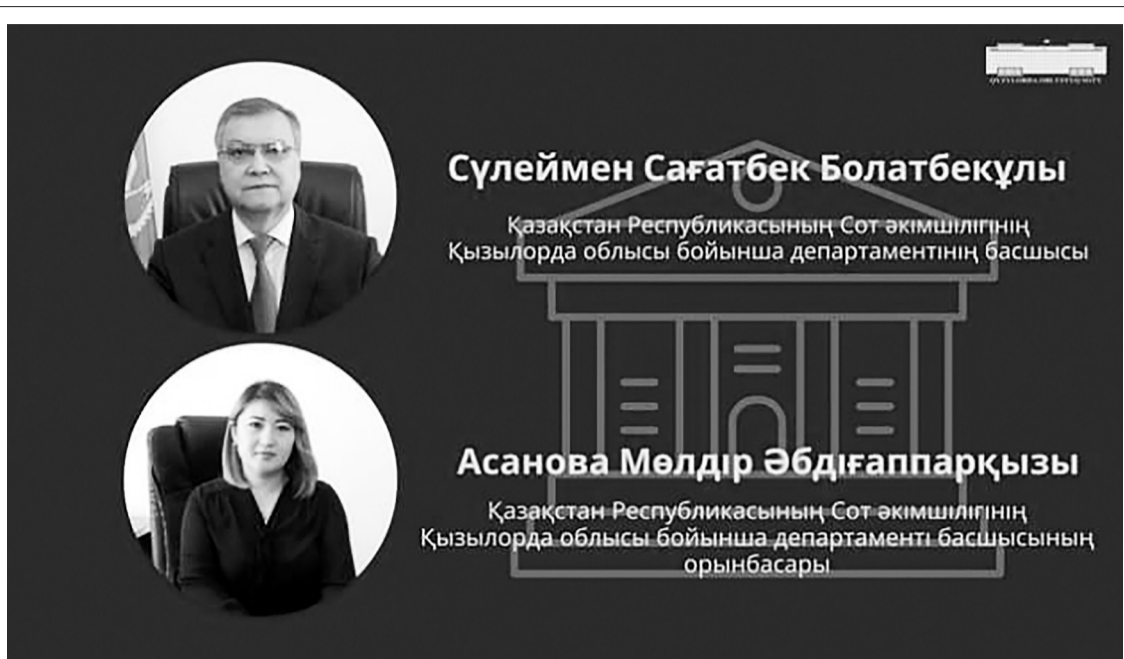 Сүлеймен Сағатбек Болатбекұлы
Қазақстан Республикасының Сот әкімшілігінің
Қызылорда облысы бойынша департаментінің басшысы
Асанова Мөлдір Әбдіғаппарқызы
Қазақстан Республикасының Сот әкімшілігінің
Қызылорда облысы бойынша департаменті басшысының
орынбасары